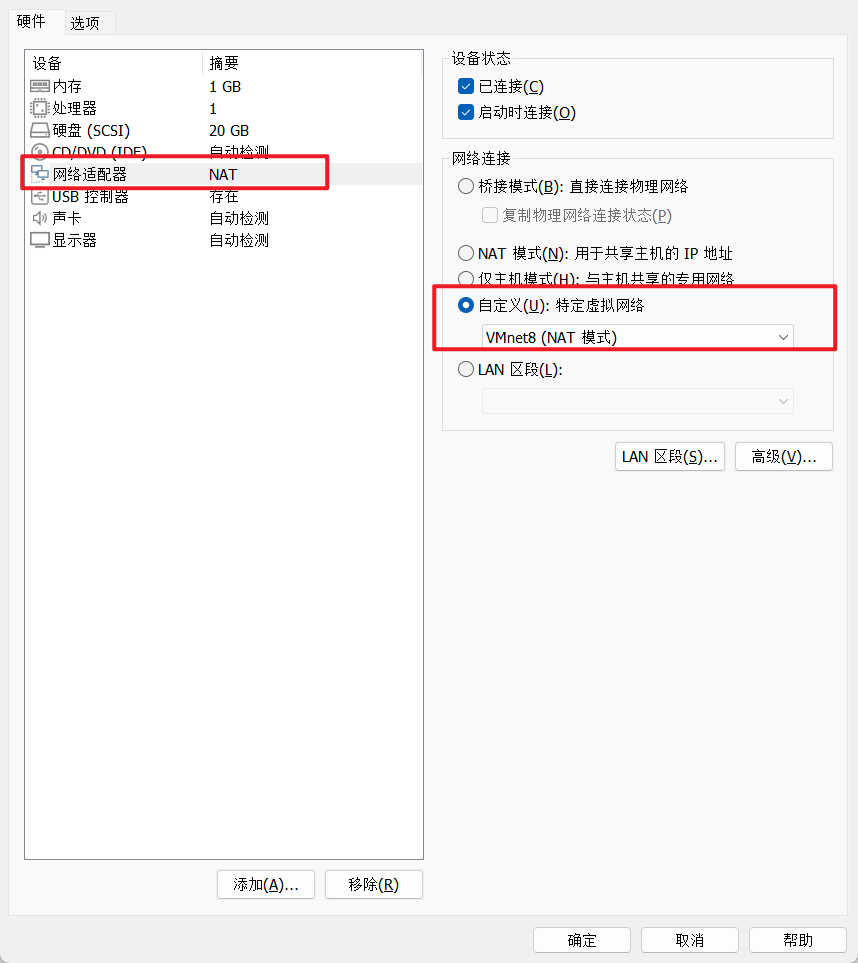 硬件 选项
设备 摘要
内存 1 GB
处理器 1
硬盘 (SCSI) 20 GB
CD/DVD (IDE) 自动检测
网络适配器 NAT
USB 控制器 存在
声卡 自动检测
显示器 自动检测
添加(A)... 移除(R)
设备状态
已连接(C)
启动时连接(O)
网络连接
桥接模式(B): 直接连接物理网络
复制物理网络连接状态(P)
NAT 模式(N): 用于共享主机的 IP 地址
仅主机模式(H): 与主机共享的专用网络
自定义(U): 特定虚拟网络
VMnet8 (NAT 模式)
LAN 区段(L):
LAN 区段(S)... 高级(V)...
确定 取消 帮助